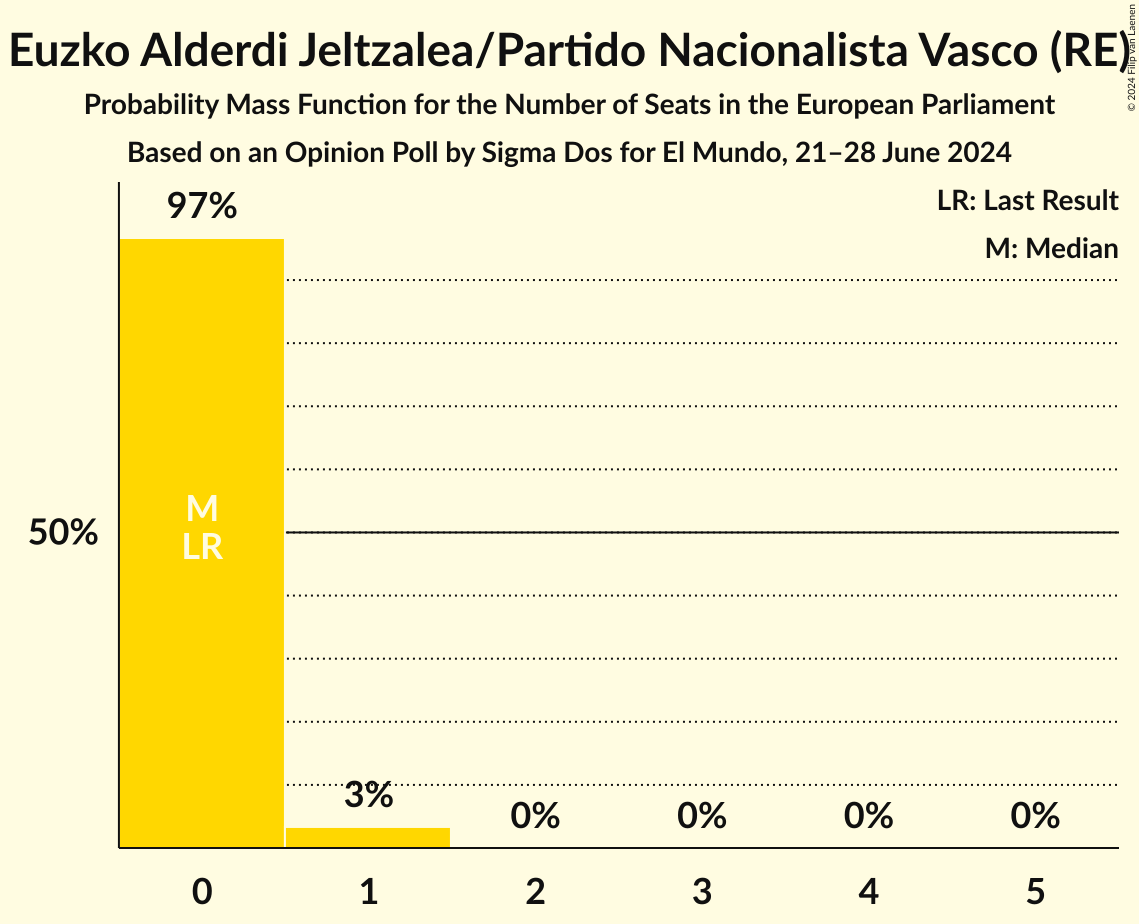 Euzko Alderdi Jeltzalea/Partido Nacionalista Vasco (RE)
© 2024 Filip van Laenen
Probability Mass Function for the Number of Seats in the European Parliament
Based on an Opinion Poll by Sigma Dos for El Mundo, 21–28 June 2024
LR: Last Result
M: Median
97%
M
LR
50%
3%
0%
0%
0%
0%
0 1 2 3 4 5